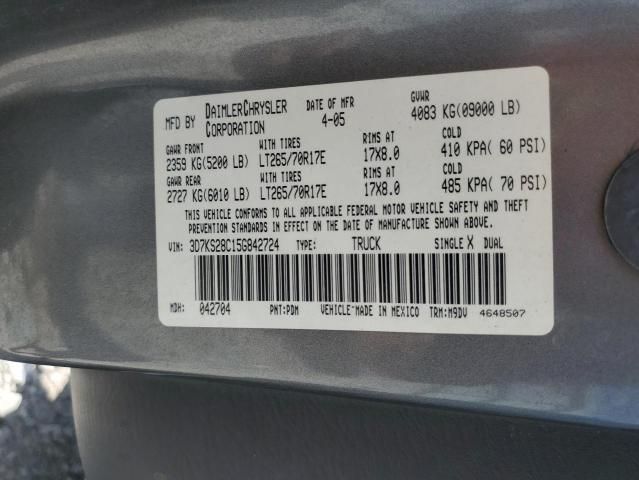 MFD BY DAIMLERCHRYSLER CORPORATION DATE OF MFR 4-05 GVWR 4083 KG(09000 LB)
GAWR FRONT WITH TIRES RIMS AT COLD
2359 KG(5200 LB) LT265/70R17E 17X8.0 410 KPA( 60 PSI)
GAWR REAR WITH TIRES RIMS AT COLD
2727 KG(6010 LB) LT265/70R17E 17X8.0 485 KPA( 70 PSI)
THIS VEHICLE CONFORMS TO ALL APPLICABLE FEDERAL MOTOR VEHICLE SAFETY AND THEFT
PREVENTION STANDARDS IN EFFECT ON THE DATE OF MANUFACTURE SHOWN ABOVE.
VIN: 3D7KS28C15G842724 TYPE: TRUCK SINGLE X DUAL
MDH: 042704 PNT:PDM VEHICLE-MADE IN MEXICO TRM:M9DV 4648507